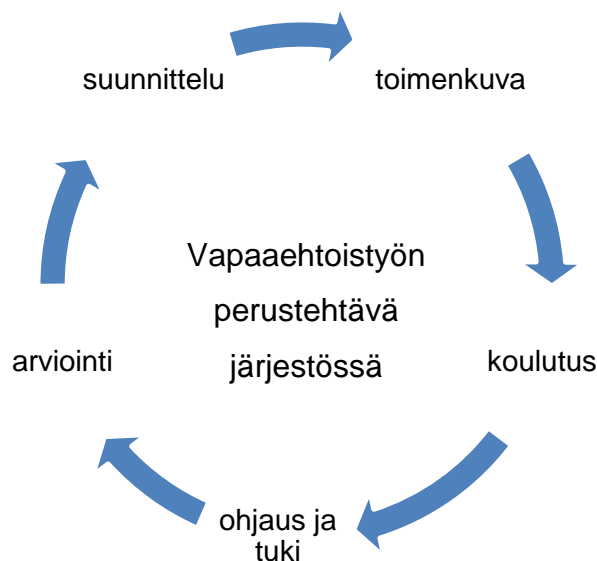 suunnittelu
toimenkuva
Vapaaehtoistyön
perustehtävä
järjestössä
arviointi
koulutus
ohjaus ja
tuki